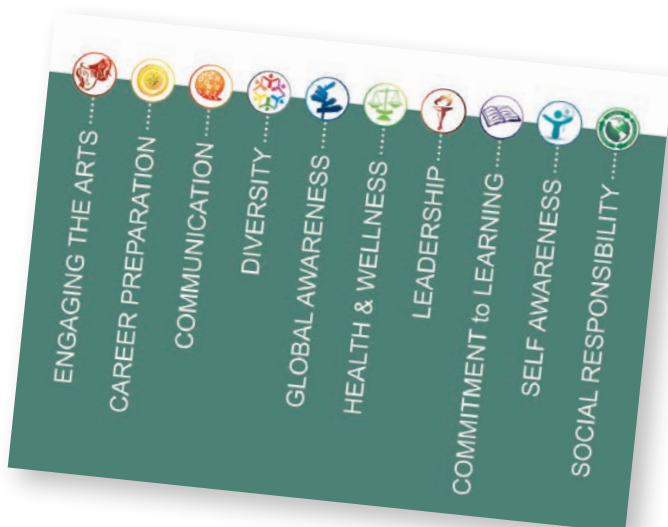 ENGAGING THE ARTS
CAREER PREPARATION
COMMUNICATION
DIVERSITY
GLOBAL AWARENESS
HEALTH & WELLNESS
LEADERSHIP
COMMITMENT to LEARNING
SELF AWARENESS
SOCIAL RESPONSIBILITY